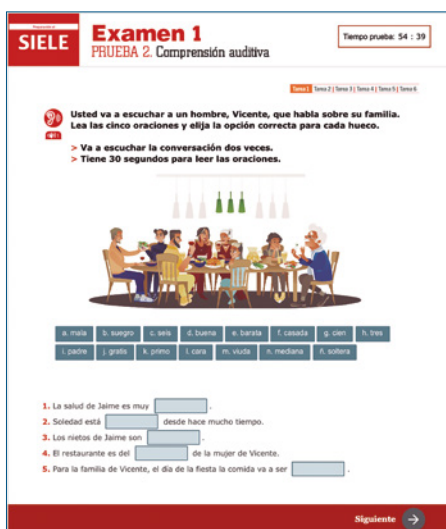 SIELE
Examen 1
PRUEBA 2. Comprensión auditiva
Tiempo prueba: 54 : 39
Tarea 1 | Tarea 2 | Tarea 3 | Tarea 4 | Tarea 5 | Tarea 6
Usted va a escuchar a un hombre, Vicente, que habla sobre su familia.
Lea las cinco oraciones y elija la opción correcta para cada hueco.
> Va a escuchar la conversación dos veces.
> Tiene 30 segundos para leer las oraciones.
a. mala b. suegro c. seis d. buena e. barata f. casada g. cien h. tres
i. padre j. gratis k. primo l. cara m. viuda n. mediana ñ. soltera
1. La salud de Jaime es muy .
2. Soledad está desde hace mucho tiempo.
3. Los nietos de Jaime son .
4. El restaurante es del de la mujer de Vicente.
5. Para la familia de Vicente, el día de la fiesta la comida va a ser .
Siguiente